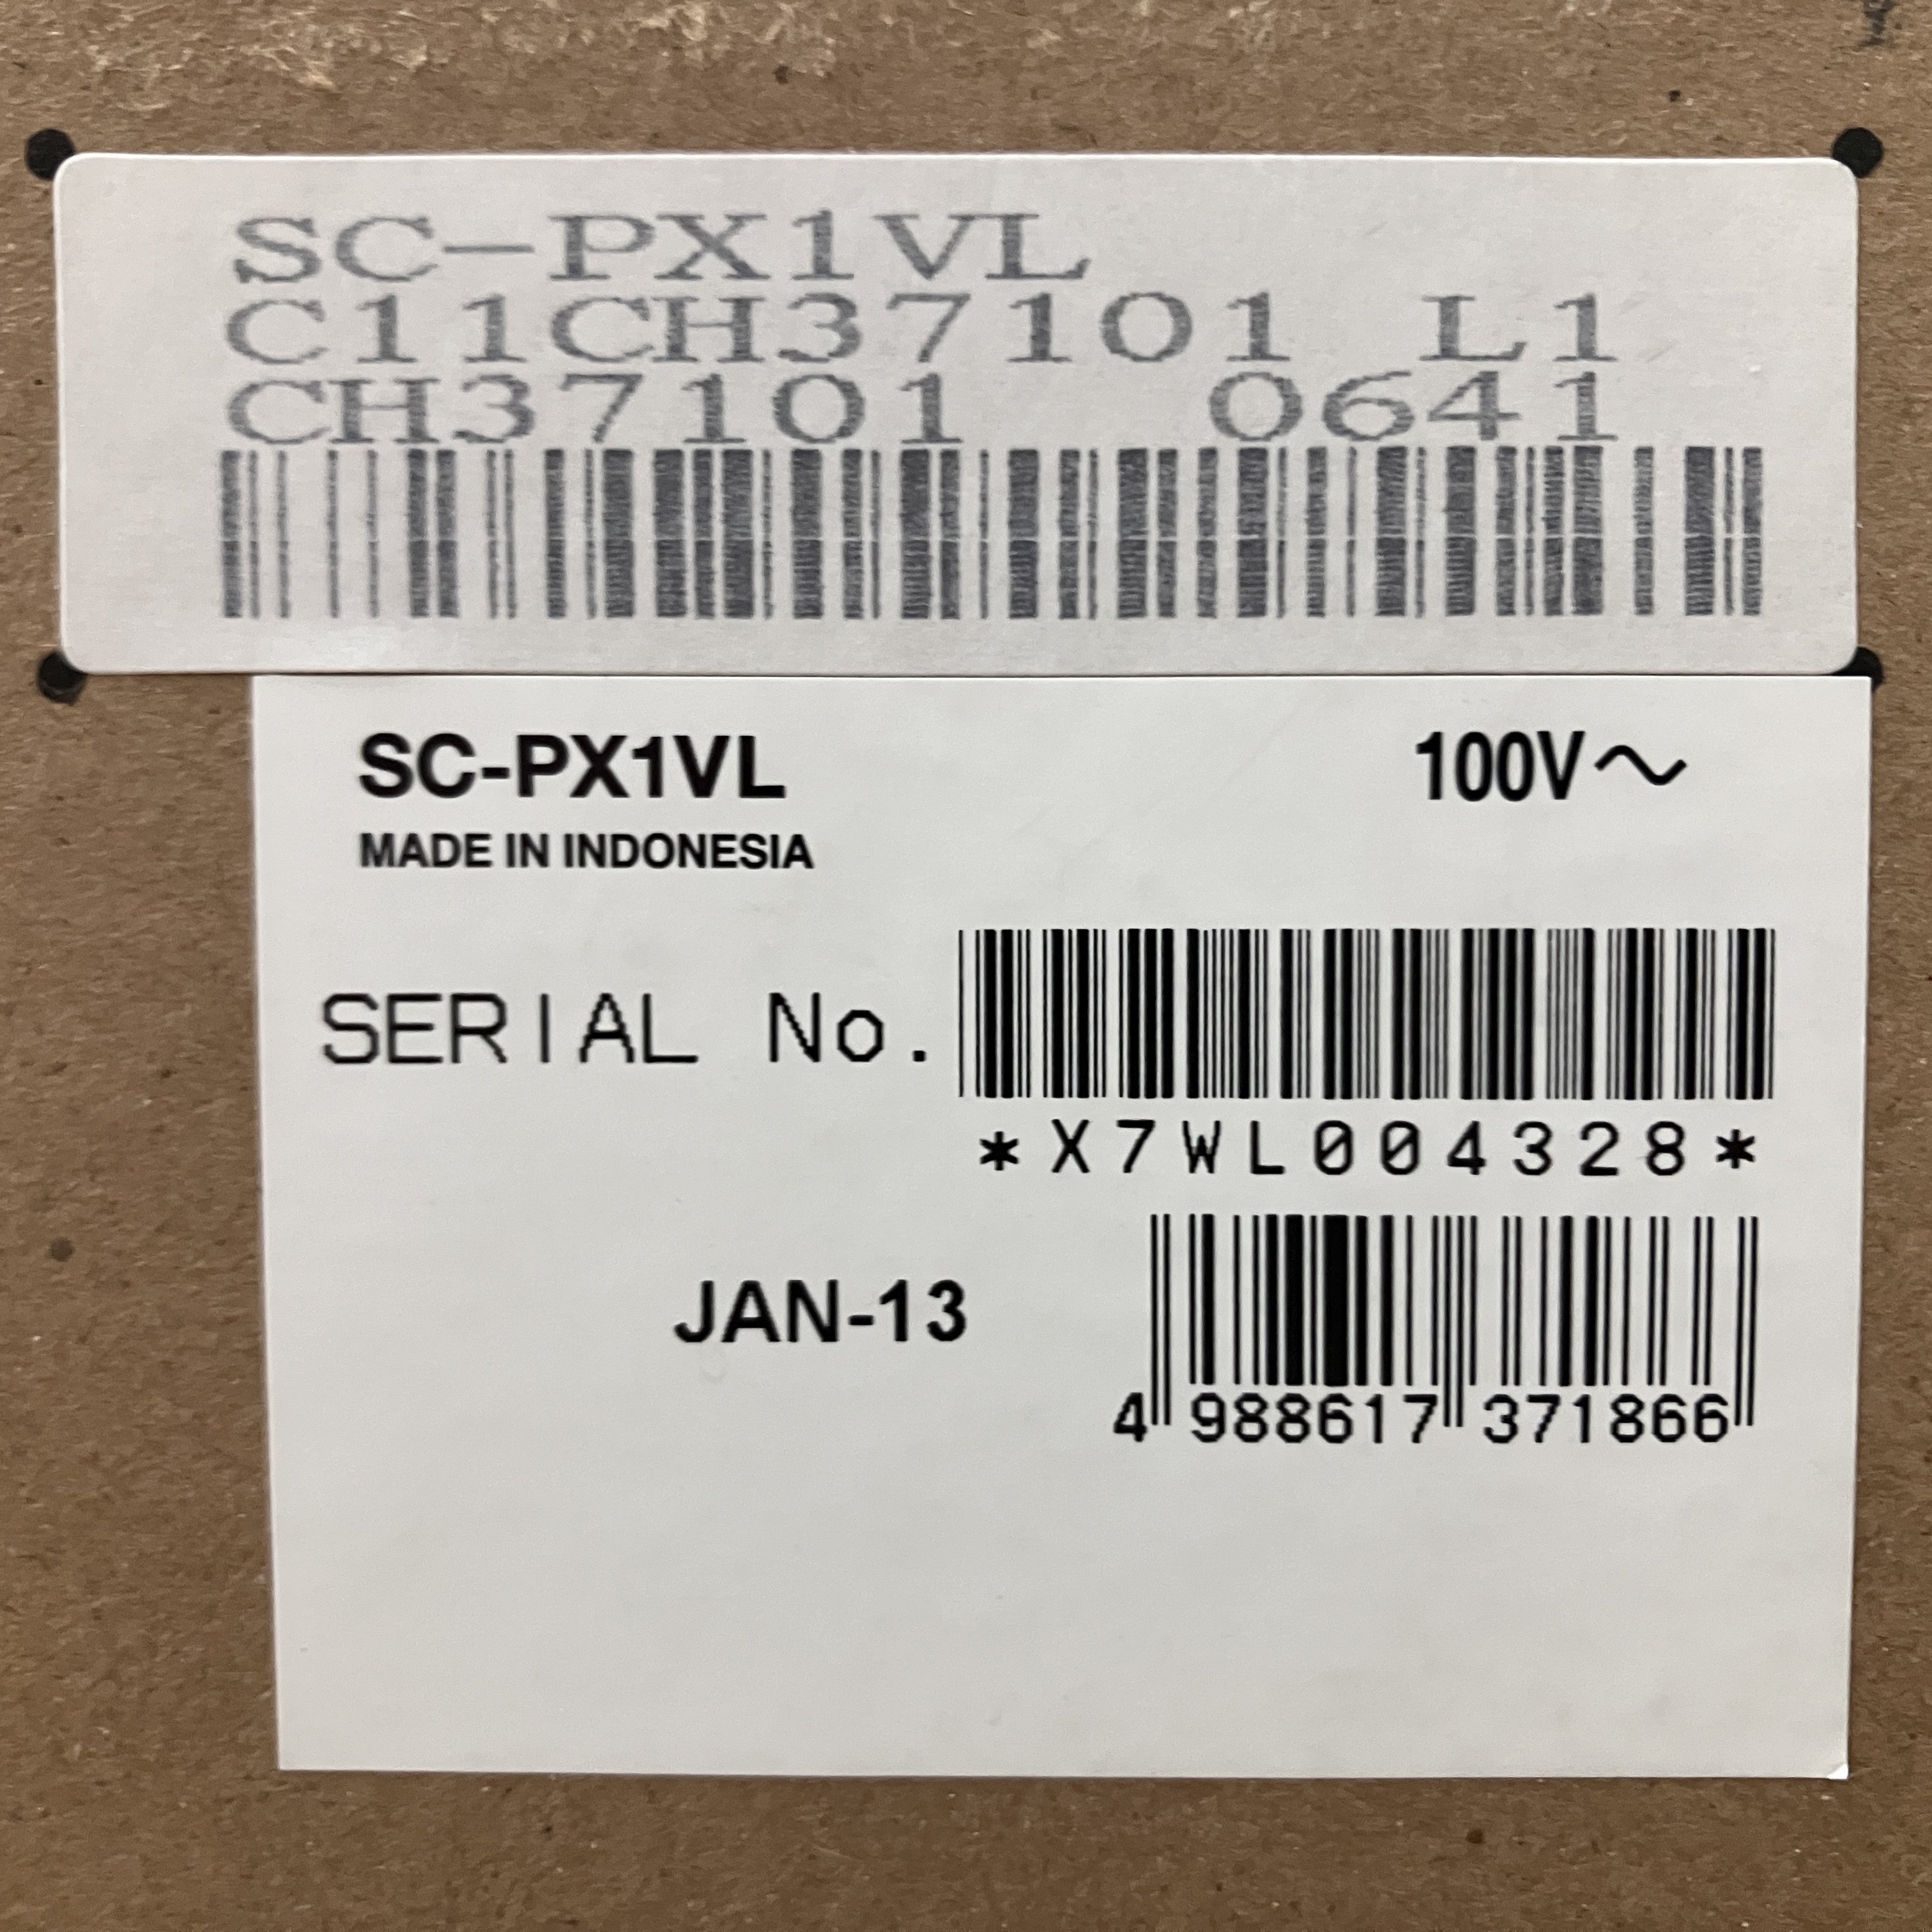 SC-PX1VL
C11CH37101 L1
CH37101 0641
SC-PX1VL 100V~
MADE IN INDONESIA
SERIAL No.
*X7WL004328*
JAN-13
4 988617 371866